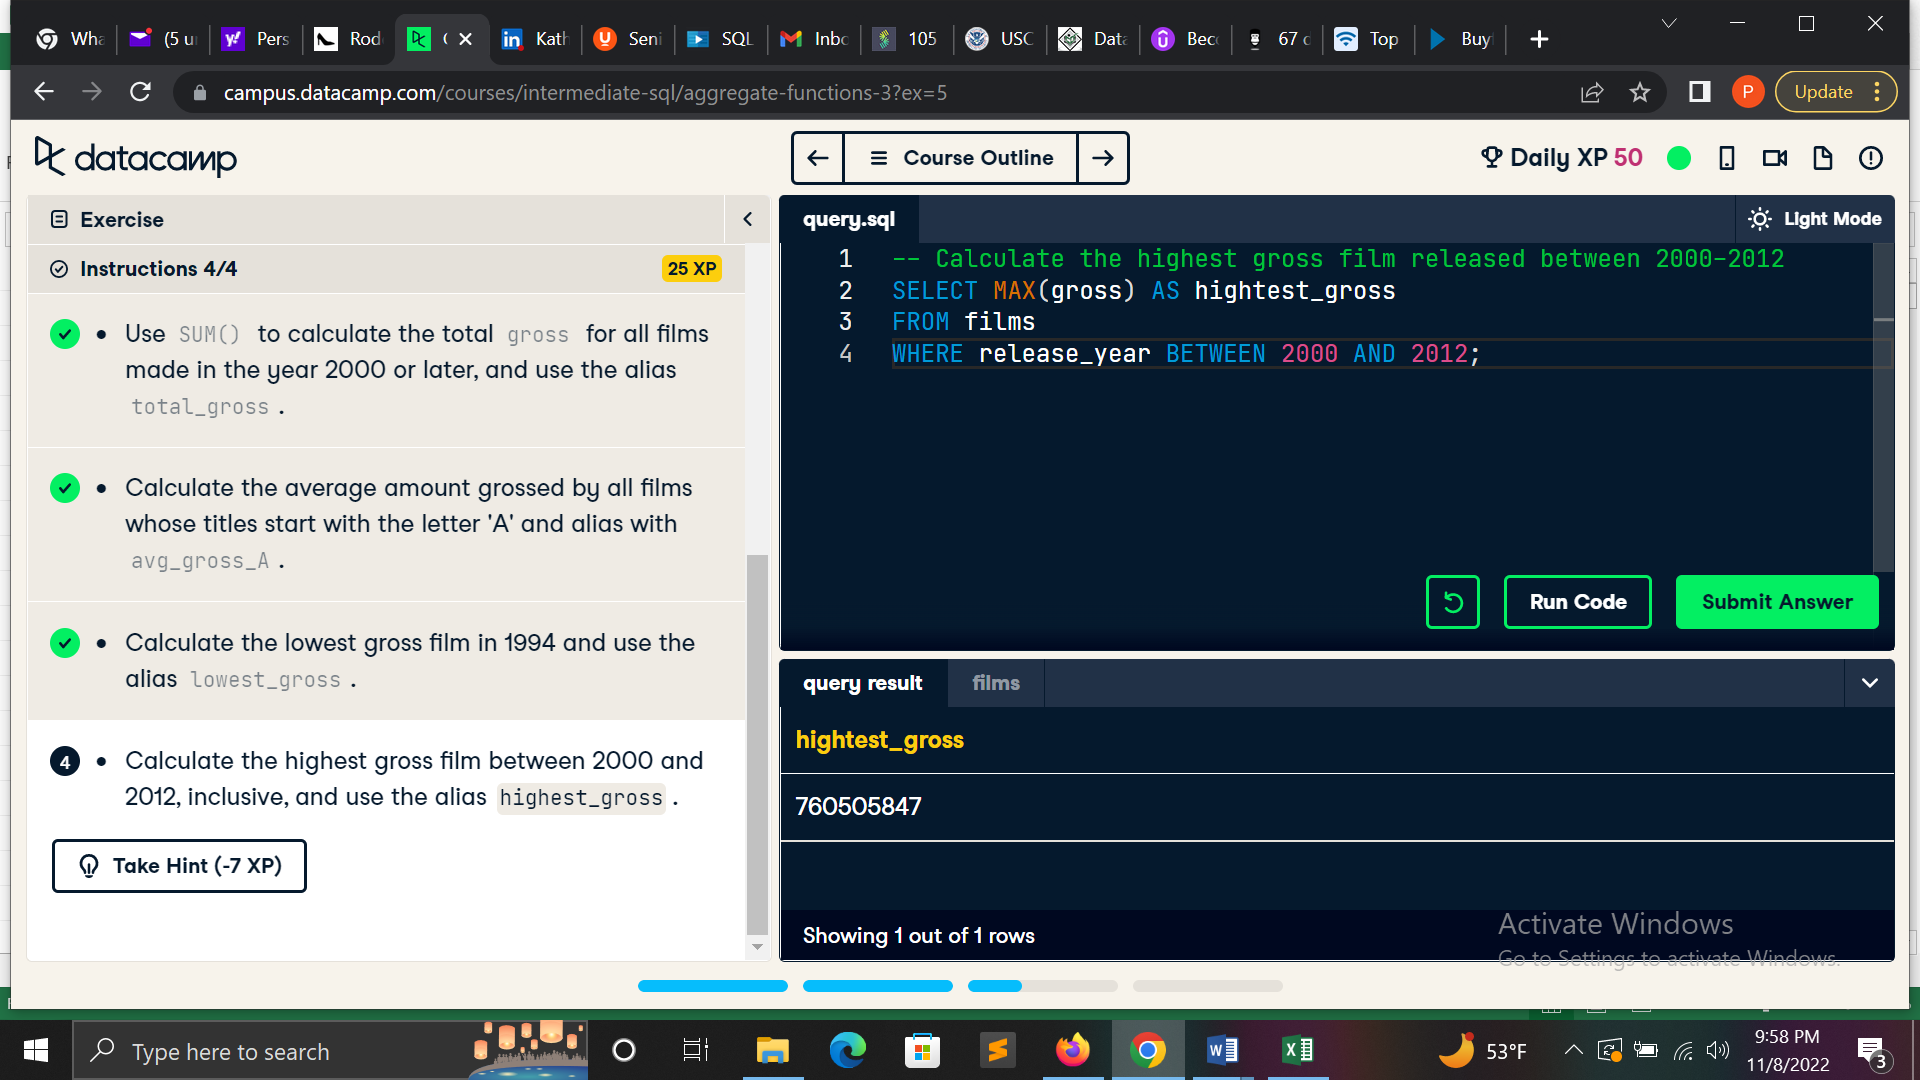 Wha
(5 u
Pers
Rod
Kath
Seni
SQL
Inbo
105
USC
Data
Beco
67 d
Top
Buy
campus.datacamp.com/courses/intermediate-sql/aggregate-functions-3?ex=5
P
Update
datacamp
Course Outline
Daily XP 50
Exercise
Instructions 4/4
25 XP
• Use SUM() to calculate the total gross for all films
made in the year 2000 or later, and use the alias
total_gross .
• Calculate the average amount grossed by all films
whose titles start with the letter 'A' and alias with
avg_gross_A .
• Calculate the lowest gross film in 1994 and use the
alias lowest_gross .
4 • Calculate the highest gross film between 2000 and
2012, inclusive, and use the alias highest_gross .
Take Hint (-7 XP)
query.sql
Light Mode
1 -- Calculate the highest gross film released between 2000-2012
2 SELECT MAX(gross) AS hightest_gross
3 FROM films
4 WHERE release_year BETWEEN 2000 AND 2012;
Run Code
Submit Answer
query result
films
hightest_gross
760505847
Showing 1 out of 1 rows
Activate Windows
Go to Settings to activate Windows.
Type here to search
53°F
9:58 PM
11/8/2022
3